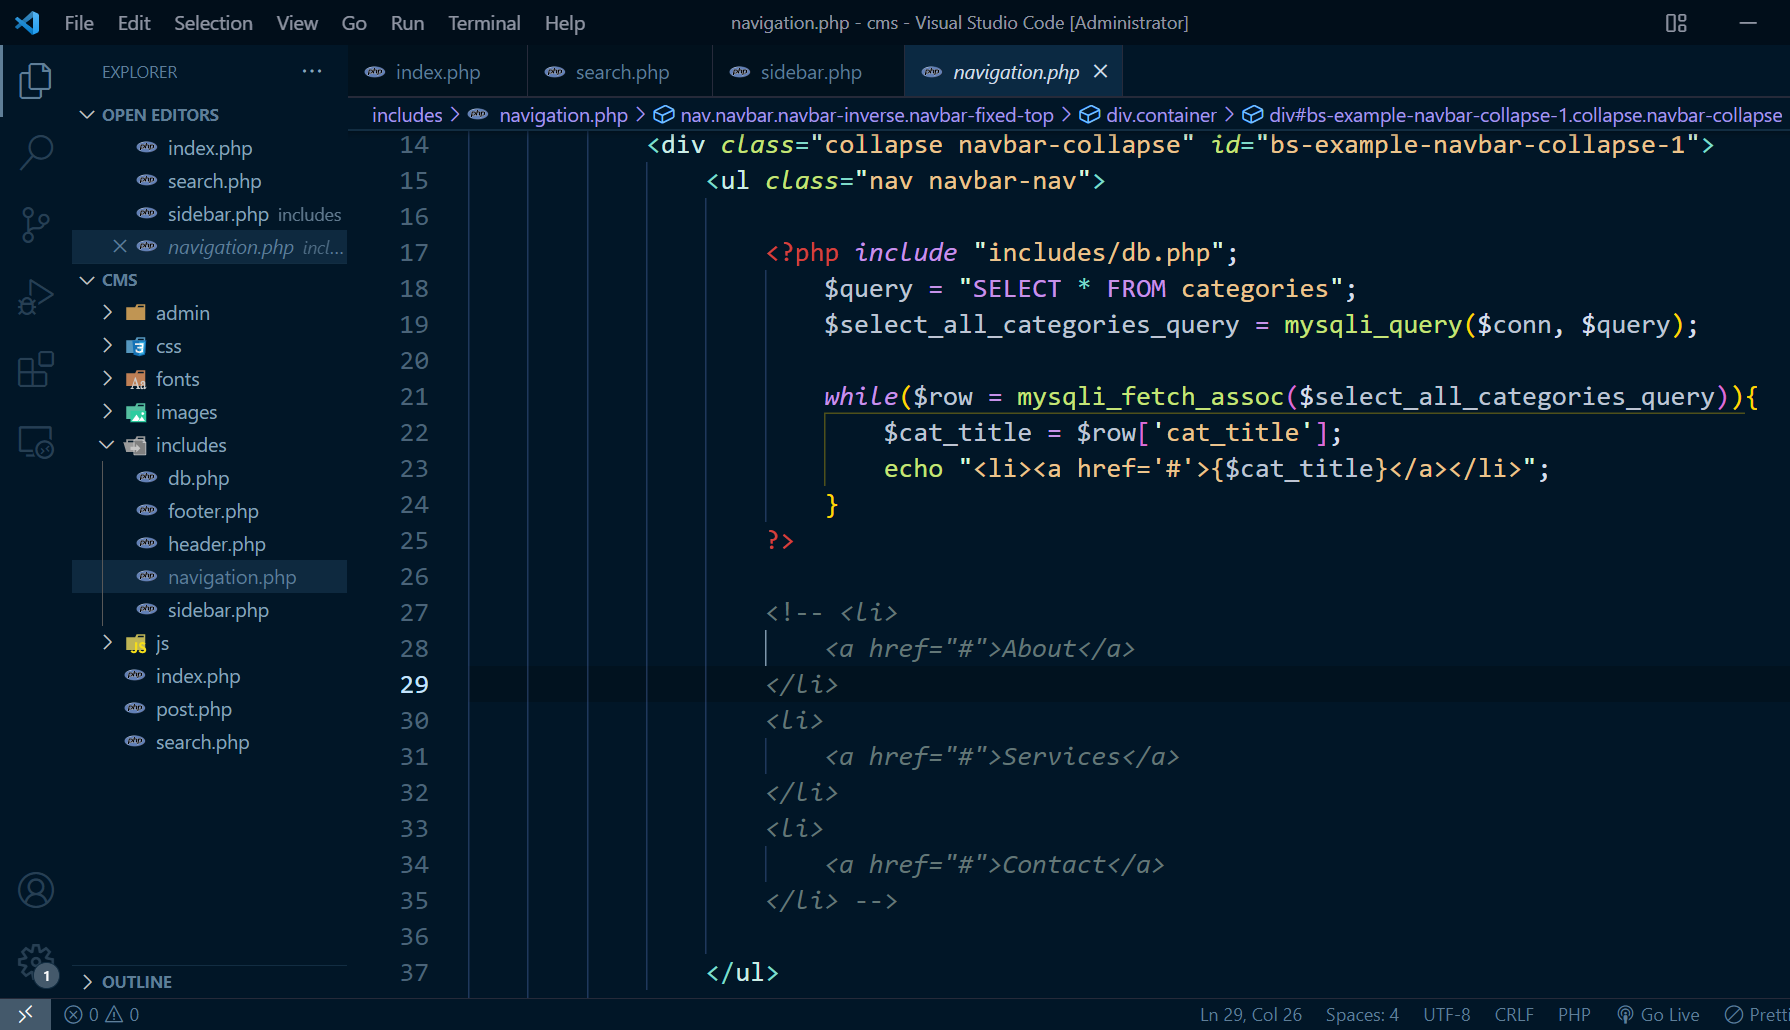 File Edit Selection View Go Run Terminal Help navigation.php - cms - Visual Studio Code [Administrator]
EXPLORER ···
OPEN EDITORS
index.php
search.php
sidebar.php includes
navigation.php incl...
CMS
admin
css
fonts
images
includes
db.php
footer.php
header.php
navigation.php
sidebar.php
js
index.php
post.php
search.php
1
OUTLINE
index.php search.php sidebar.php navigation.php
includes > navigation.php > nav.navbar.navbar-inverse.navbar-fixed-top > div.container > div#bs-example-navbar-collapse-1.collapse.navbar-collapse
14 <div class="collapse navbar-collapse" id="bs-example-navbar-collapse-1">
15 <ul class="nav navbar-nav">
16
17 <?php include "includes/db.php";
18 $query = "SELECT * FROM categories";
19 $select_all_categories_query = mysqli_query($conn, $query);
20
21 while($row = mysqli_fetch_assoc($select_all_categories_query)){
22 $cat_title = $row['cat_title'];
23 echo "<li><a href='#'>{$cat_title}</a></li>";
24 }
25 ?>
26
27 <!-- <li>
28 <a href="#">About</a>
29 </li>
30 <li>
31 <a href="#">Services</a>
32 </li>
33 <li>
34 <a href="#">Contact</a>
35 </li> -->
36
37 </ul>
0 0 Ln 29, Col 26 Spaces: 4 UTF-8 CRLF PHP Go Live Pretti